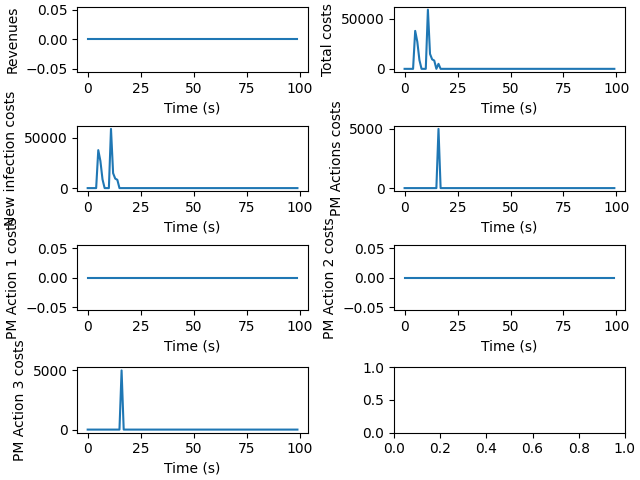 0.05
0.00
−0.05
Revenues
0 25 50 75 100
Time (s)
50000
0
Total costs
0 25 50 75 100
Time (s)
50000
0
New infection costs
0 25 50 75 100
Time (s)
5000
0
PM Actions costs
0 25 50 75 100
Time (s)
0.05
0.00
−0.05
PM Action 1 costs
0 25 50 75 100
Time (s)
0.05
0.00
−0.05
PM Action 2 costs
0 25 50 75 100
Time (s)
5000
0
PM Action 3 costs
0 25 50 75 100
Time (s)
1.0
0.5
0.0
0.0 0.2 0.4 0.6 0.8 1.0